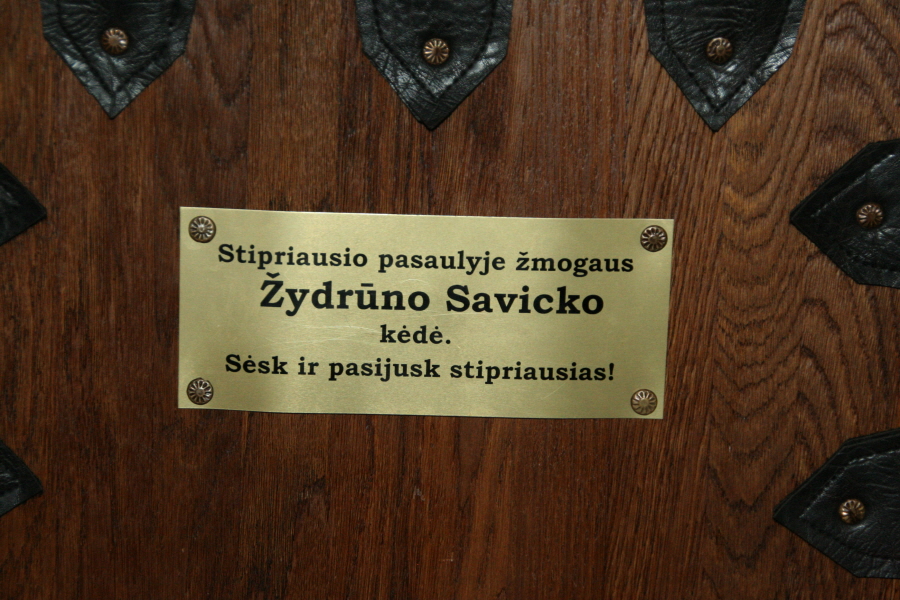 Stipriausio pasaulyje žmogaus
Žydrūno Savicko
kėdė.
Sėsk ir pasijusk stipriausias!